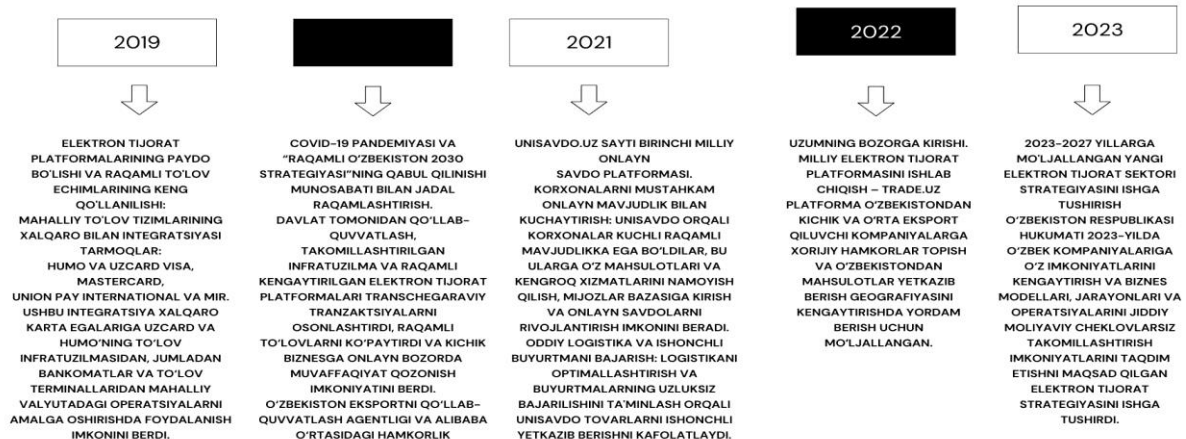 2019
ELEKTRON TIJORAT
PLATFORMALARINING PAYDO
BO'LISHI VA RAQAMLI TO'LOV
ECHIMLARINING KENG
QO'LLANILISHI:
MAHALLIY TO'LOV TIZIMLARINING
XALQARO BILAN INTEGRATSIYASI
TARMOQLAR:
HUMO VA UZCARD VISA,
MASTERCARD,
UNION PAY INTERNATIONAL VA MIR.
USHBU INTEGRATSIYA XALQARO
KARTA EGALARIGA UZCARD VA
HUMO'NING TO'LOV
INFRATUZILMASIDAN, JUMLADAN
BANKOMATLAR VA TO'LOV
TERMINALLARIDAN MAHALLIY
VALYUTADAGI OPERATSIYALARNI
AMALGA OSHIRISHDA FOYDALANISH
IMKONINI BERDI.
COVID-19 PANDEMIYASI VA
"RAQAMLI O'ZBEKISTON 2030
STRATEGIYASI"NING QABUL QILINISHI
MUNOSABATI BILAN JADAL
RAQAMLASHTIRISH.
DAVLAT TOMONIDAN QO'LLAB-
QUVVATLASH,
TAKOMILLASHTIRILGAN
INFRATUZILMA VA RAQAMLI
KENGAYTIRILGAN ELEKTRON TIJORAT
PLATFORMALARI TRANSCHEGARAVIY
TRANZAKTSIYALARNI
OSONLASHTIRDI, RAQAMLI
TO'LOVLARNI KO'PAYTIRDI VA KICHIK
BIZNESGA ONLAYN BOZORDA
MUVAFFAQIYAT QOZONISH
IMKONIYATINI BERDI.
O'ZBEKISTON EKSPORTNI QO'LLAB-
QUVVATLASH AGENTLIGI VA ALIBABA
O'RTASIDAGI HAMKORLIK
2021
UNISAVDO.UZ SAYTI BIRINCHI MILLIY
ONLAYN
SAVDO PLATFORMASI.
KORXONALARNI MUSTAHKAM
ONLAYN MAVJUDLIK BILAN
KUCHAYTIRISH: UNISAVDO ORQALI
KORXONALAR KUCHLI RAQAMLI
MAVJUDLIKKA EGA BO'LDILAR, BU
ULARGA O'Z MAHSULOTLARI VA
KENGROQ XIZMATLARINI NAMOYISH
QILISH, MIJOZLAR BAZASIGA KIRISH
VA ONLAYN SAVDOLARNI
RIVOJLANTIRISH IMKONINI BERADI.
ODDIY LOGISTIKA VA ISHONCHLI
BUYURTMANI BAJARISH: LOGISTIKANI
OPTIMALLASHTIRISH VA
BUYURTMALARNING UZLUKSIZ
BAJARILISHINI TA'MINLASH ORQALI
UNISAVDO TOVARLARNI ISHONCHLI
YETKAZIB BERISHNI KAFOLATLAYDI.
2022
UZUMNING BOZORGA KIRISHI.
MILLIY ELEKTRON TIJORAT
PLATFORMASINI ISHLAB
CHIQISH – TRADE.UZ
PLATFORMA O'ZBEKISTONDAN
KICHIK VA O'RTA EKSPORT
QILUVCHI KOMPANIYALARGA
XORIJIY HAMKORLAR TOPISH
VA O'ZBEKISTONDAN
MAHSULOTLAR YETKAZIB
BERISH GEOGRAFIYASINI
KENGAYTIRISHDA YORDAM
BERISH UCHUN
MO'LJALLANGAN.
2023
2023-2027 YILLARGA
MO'LJALLANGAN YANGI
ELEKTRON TIJORAT SEKTORI
STRATEGIYASINI ISHGA
TUSHIRISH
O'ZBEKISTON RESPUBLIKASI
HUKUMATI 2023-YILDA
O'ZBEK KOMPANIYALARIGA
O'Z IMKONIYATLARINI
KENGAYTIRISH VA BIZNES
MODELLARI, JARAYONLARI VA
OPERATSIYALARINI JIDDIY
MOLIYAVIY CHEKLOVLARSIZ
TAKOMILLASHTIRISH
IMKONIYATLARINI TAQDIM
ETISHNI MAQSAD QILGAN
ELEKTRON TIJORAT
STRATEGIYASINI ISHGA
TUSHIRDI.